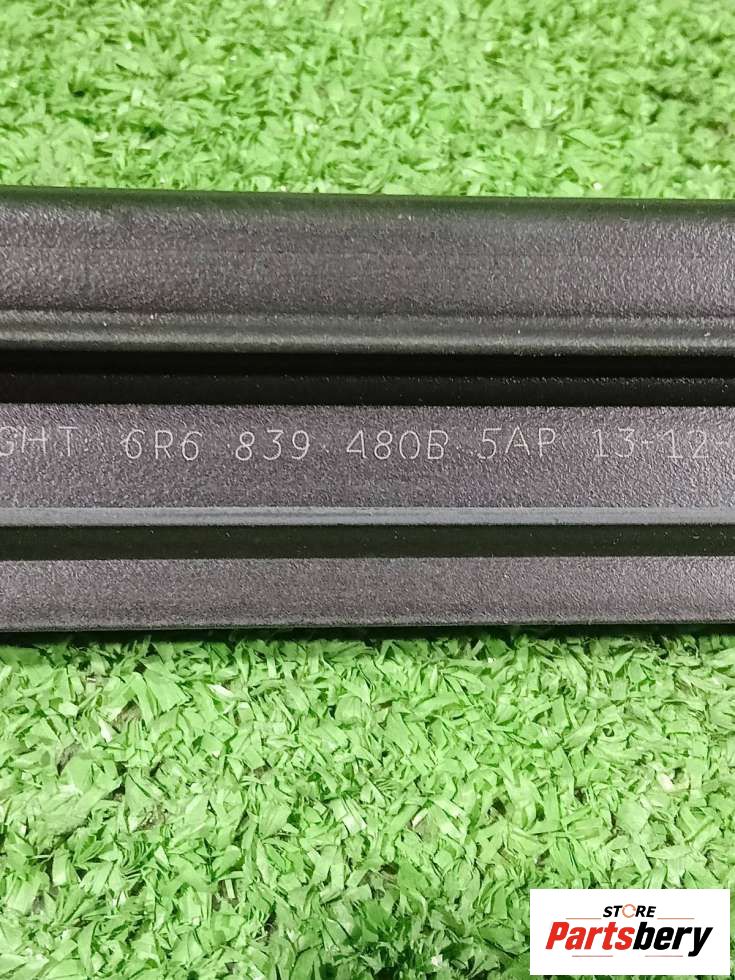 GHT 6R6 839 480B 5AP 13-12-
STORE
Partsbery